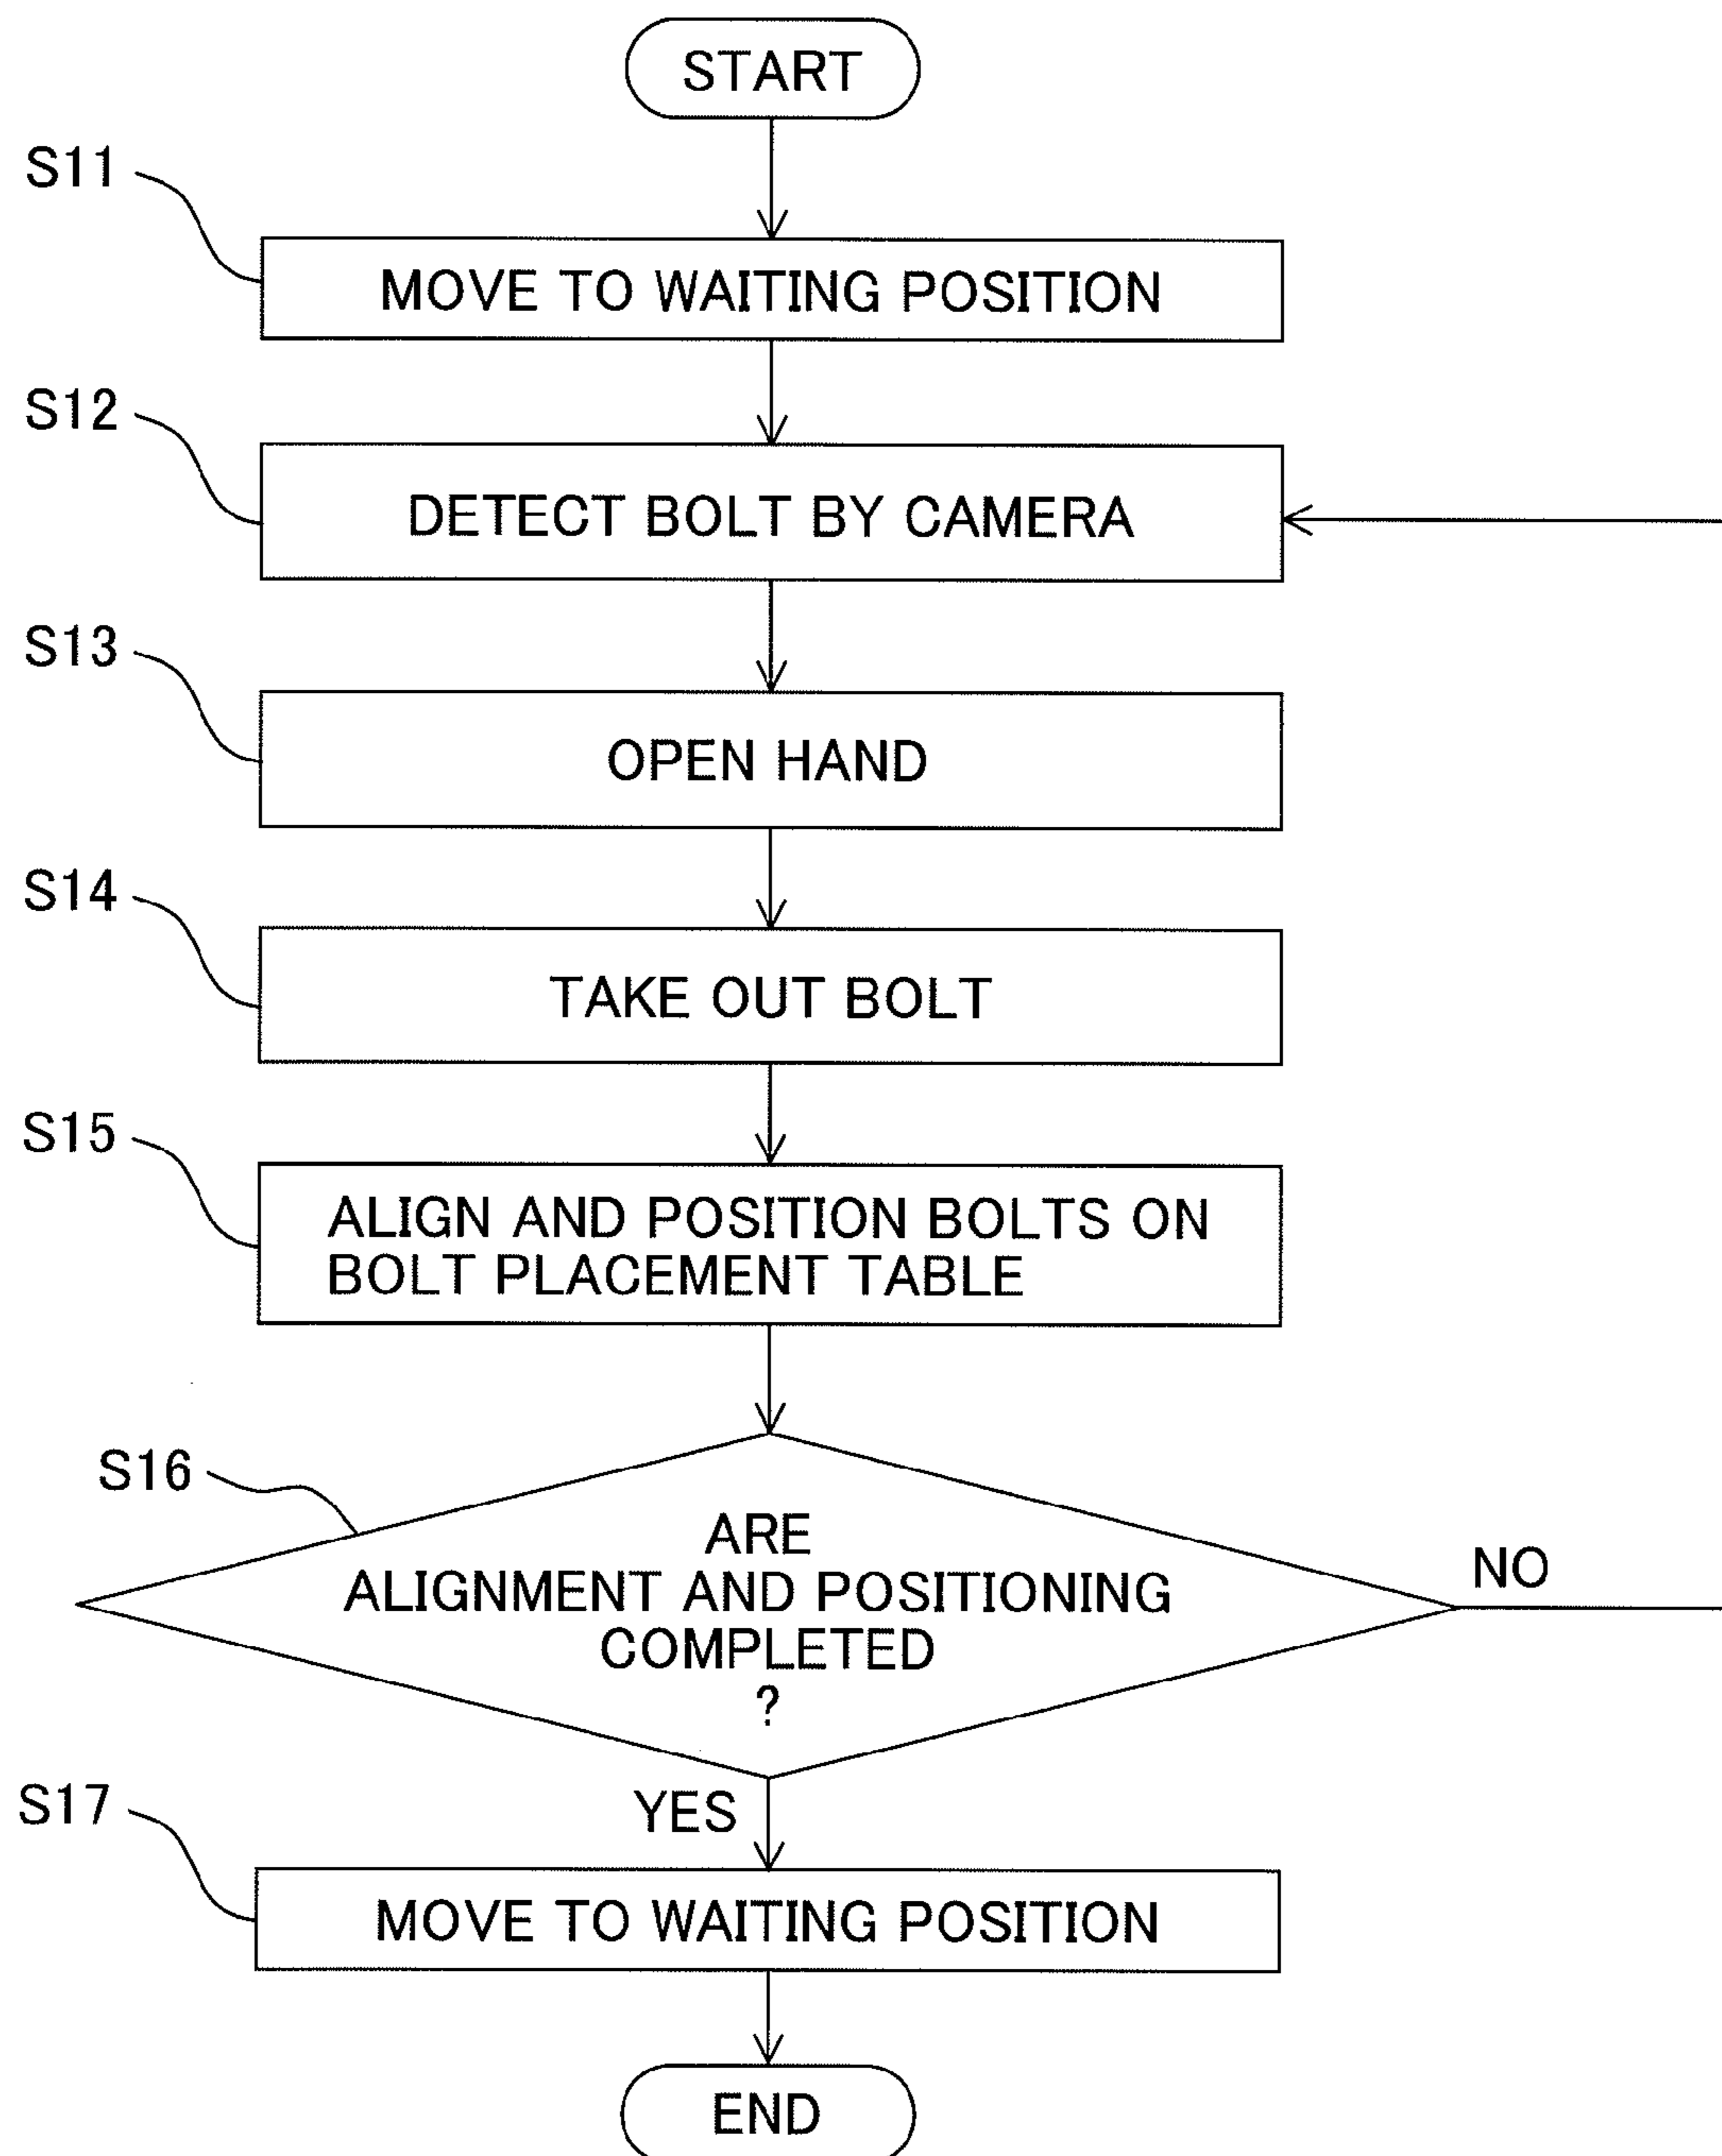 START
S11
MOVE TO WAITING POSITION
S12
DETECT BOLT BY CAMERA
S13
OPEN HAND
S14
TAKE OUT BOLT
S15
ALIGN AND POSITION BOLTS ON
BOLT PLACEMENT TABLE
S16
ARE
ALIGNMENT AND POSITIONING
COMPLETED
?
NO
YES
S17
MOVE TO WAITING POSITION
END